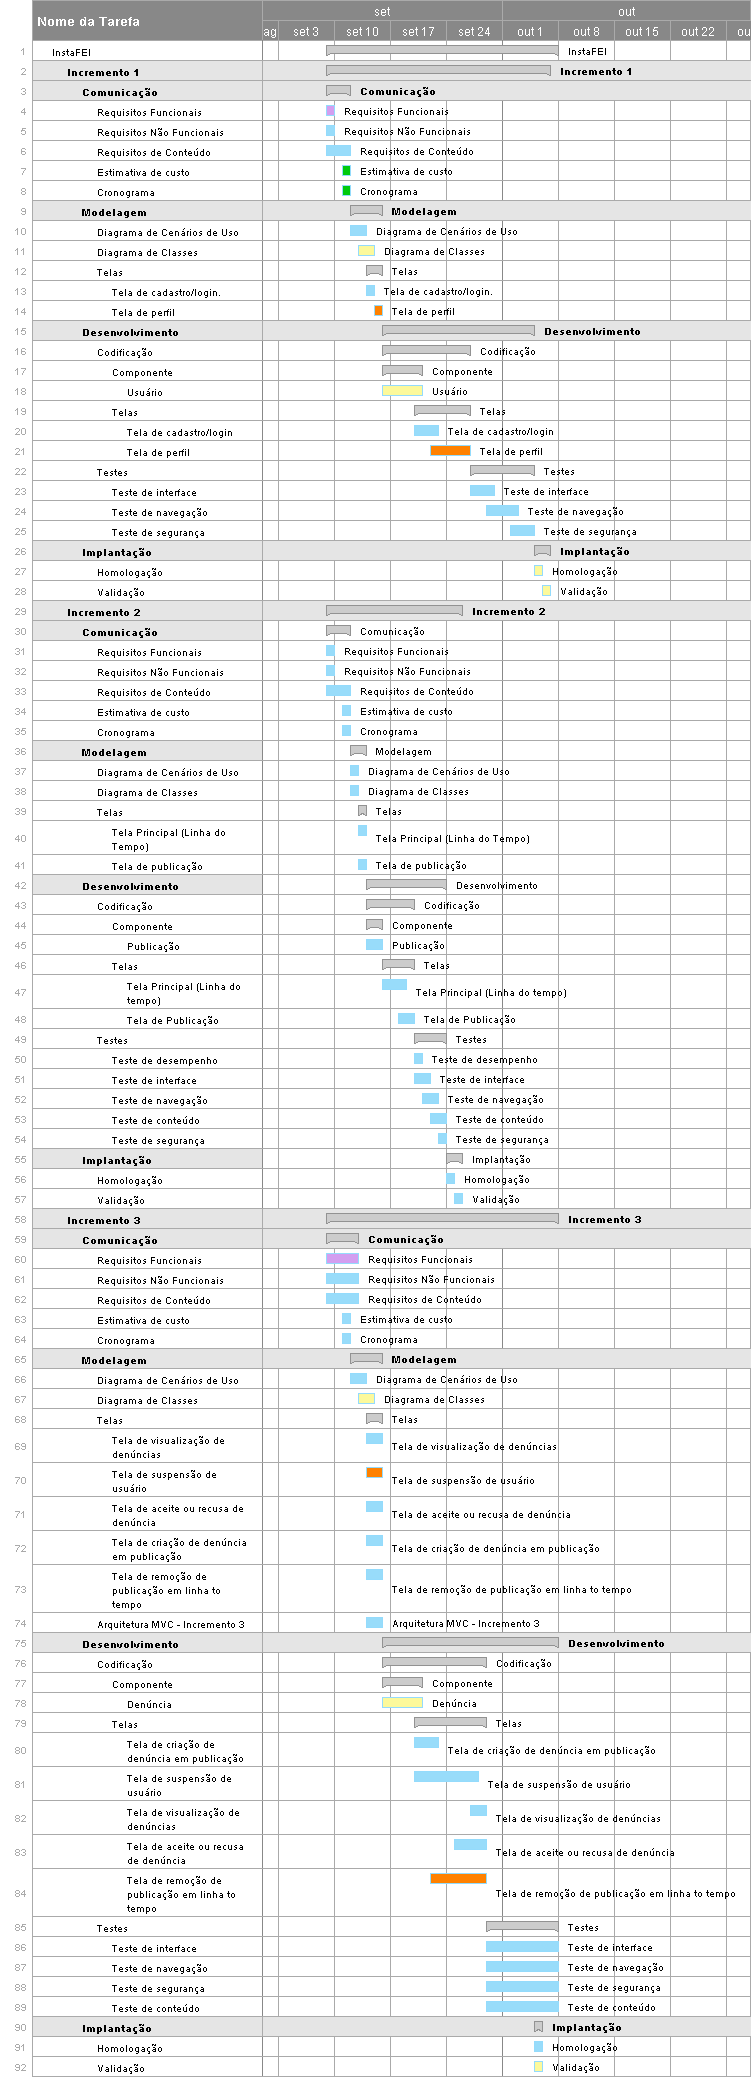 Nome da Tarefa
set
out
ag
set 3
set 10
set 17
set 24
out 1
out 8
out 15
out 22
ou
1 InstaFEI InstaFEI
2 Incremento 1 Incremento 1
3 Comunicação Comunicação
4 Requisitos Funcionais Requisitos Funcionais
5 Requisitos Não Funcionais Requisitos Não Funcionais
6 Requisitos de Conteúdo Requisitos de Conteúdo
7 Estimativa de custo Estimativa de custo
8 Cronograma Cronograma
9 Modelagem Modelagem
10 Diagrama de Cenários de Uso Diagrama de Cenários de Uso
11 Diagrama de Classes Diagrama de Classes
12 Telas Telas
13 Tela de cadastro/login. Tela de cadastro/login.
14 Tela de perfil Tela de perfil
15 Desenvolvimento Desenvolvimento
16 Codificação Codificação
17 Componente Componente
18 Usuário Usuário
19 Telas Telas
20 Tela de cadastro/login Tela de cadastro/login
21 Tela de perfil Tela de perfil
22 Testes Testes
23 Teste de interface Teste de interface
24 Teste de navegação Teste de navegação
25 Teste de segurança Teste de segurança
26 Implantação Implantação
27 Homologação Homologação
28 Validação Validação
29 Incremento 2 Incremento 2
30 Comunicação Comunicação
31 Requisitos Funcionais Requisitos Funcionais
32 Requisitos Não Funcionais Requisitos Não Funcionais
33 Requisitos de Conteúdo Requisitos de Conteúdo
34 Estimativa de custo Estimativa de custo
35 Cronograma Cronograma
36 Modelagem Modelagem
37 Diagrama de Cenários de Uso Diagrama de Cenários de Uso
38 Diagrama de Classes Diagrama de Classes
39 Telas Telas
40 Tela Principal (Linha do
Tempo) Tela Principal (Linha do Tempo)
41 Tela de publicação Tela de publicação
42 Desenvolvimento Desenvolvimento
43 Codificação Codificação
44 Componente Componente
45 Publicação Publicação
46 Telas Telas
47 Tela Principal (Linha do
tempo) Tela Principal (Linha do tempo)
48 Tela de Publicação Tela de Publicação
49 Testes Testes
50 Teste de desempenho Teste de desempenho
51 Teste de interface Teste de interface
52 Teste de navegação Teste de navegação
53 Teste de conteúdo Teste de conteúdo
54 Teste de segurança Teste de segurança
55 Implantação Implantação
56 Homologação Homologação
57 Validação Validação
58 Incremento 3 Incremento 3
59 Comunicação Comunicação
60 Requisitos Funcionais Requisitos Funcionais
61 Requisitos Não Funcionais Requisitos Não Funcionais
62 Requisitos de Conteúdo Requisitos de Conteúdo
63 Estimativa de custo Estimativa de custo
64 Cronograma Cronograma
65 Modelagem Modelagem
66 Diagrama de Cenários de Uso Diagrama de Cenários de Uso
67 Diagrama de Classes Diagrama de Classes
68 Telas Telas
69 Tela de visualização de
denúncias Tela de visualização de denúncias
70 Tela de suspensão de
usuário Tela de suspensão de usuário
71 Tela de aceite ou recusa de
denúncia Tela de aceite ou recusa de denúncia
72 Tela de criação de denúncia
em publicação Tela de criação de denúncia em publicação
73 Tela de remoção de
publicação em linha to
tempo Tela de remoção de publicação em linha to tempo
74 Arquitetura MVC - Incremento 3 Arquitetura MVC - Incremento 3
75 Desenvolvimento Desenvolvimento
76 Codificação Codificação
77 Componente Componente
78 Denúncia Denúncia
79 Telas Telas
80 Tela de criação de
denúncia em publicação Tela de criação de denúncia em publicação
81 Tela de suspensão de
usuário Tela de suspensão de usuário
82 Tela de visualização de
denúncias Tela de visualização de denúncias
83 Tela de aceite ou recusa
de denúncia Tela de aceite ou recusa de denúncia
84 Tela de remoção de
publicação em linha to
tempo Tela de remoção de publicação em linha to tempo
85 Testes Testes
86 Teste de interface Teste de interface
87 Teste de navegação Teste de navegação
88 Teste de segurança Teste de segurança
89 Teste de conteúdo Teste de conteúdo
90 Implantação Implantação
91 Homologação Homologação
92 Validação Validação